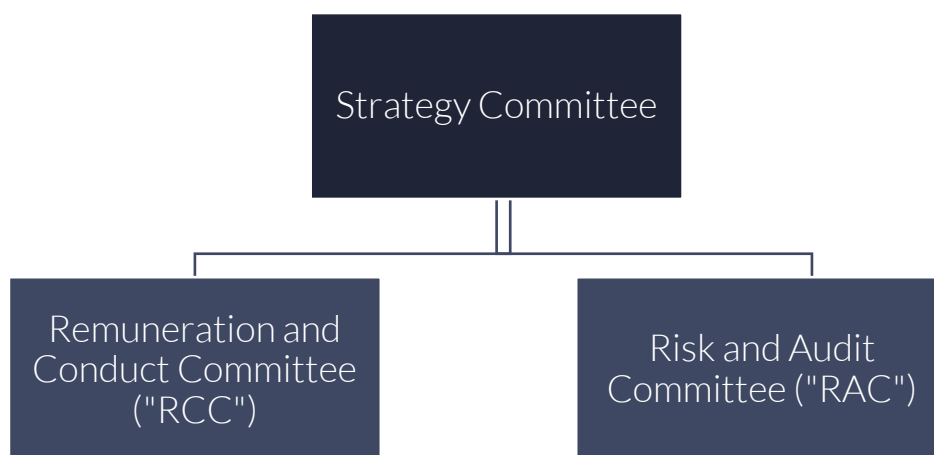 Strategy Committee
Remuneration and
Conduct Committee
("RCC")
Risk and Audit
Committee ("RAC")